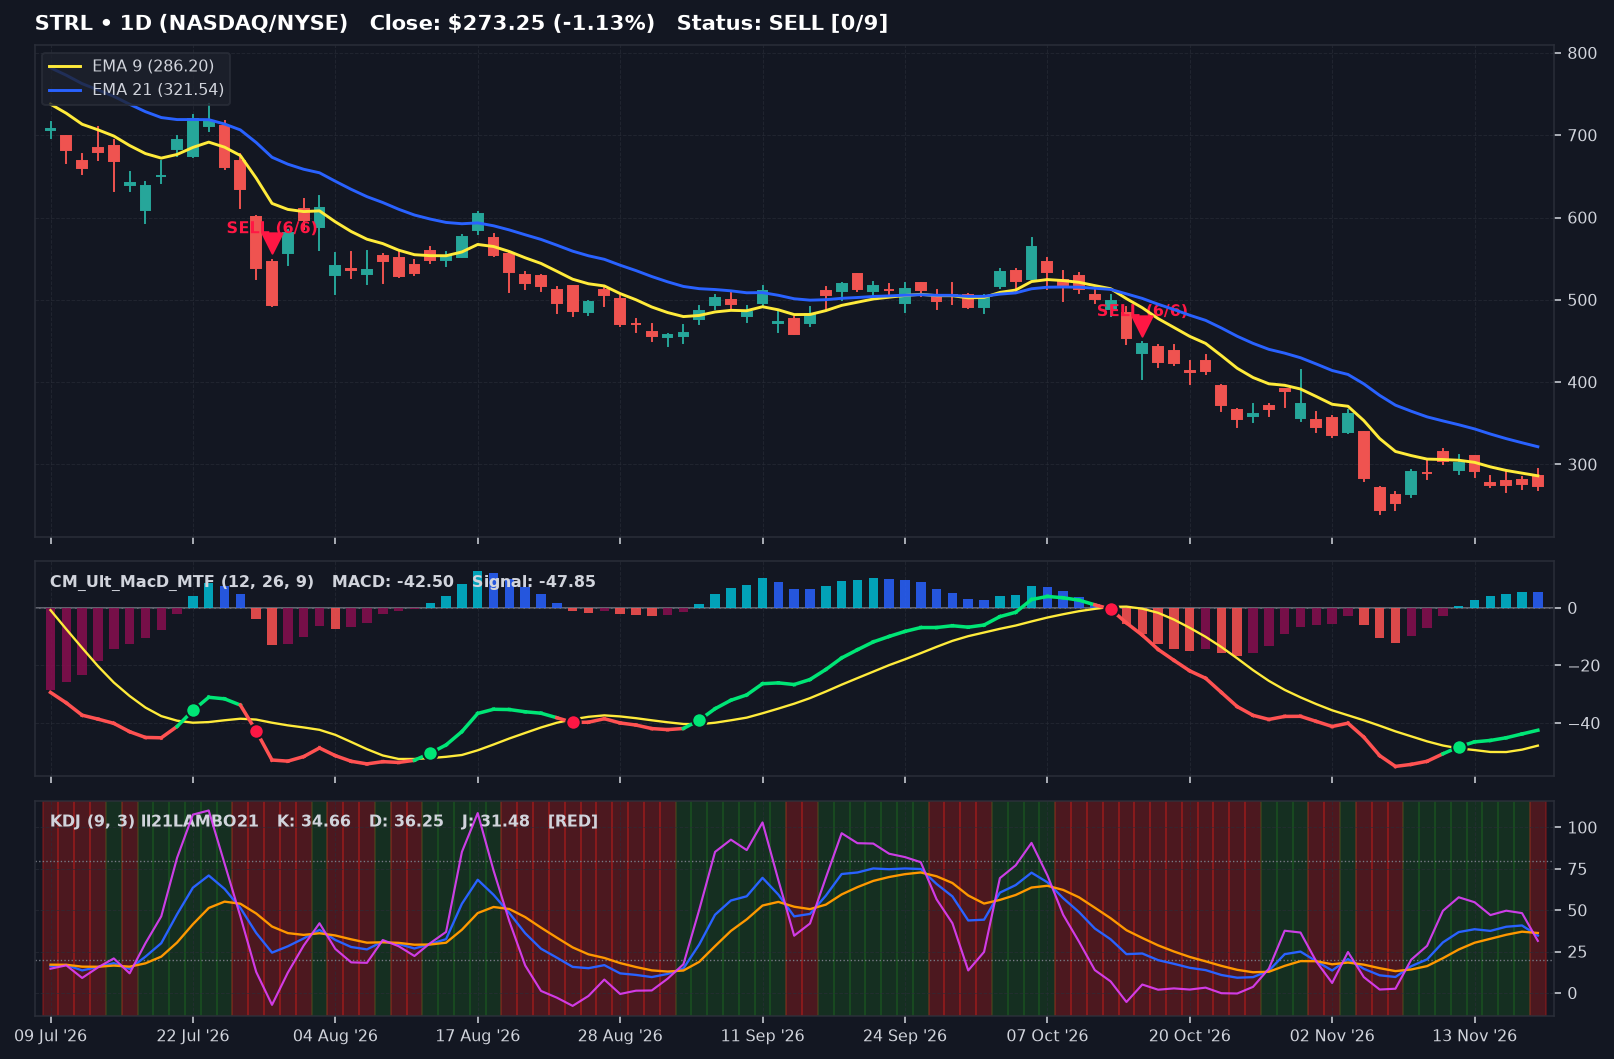 STRL • 1D (NASDAQ/NYSE)   Close: $273.25 (-1.13%)   Status: SELL [0/9]
EMA 9 (286.20)
EMA 21 (321.54)
800
700
600
500
400
300
SELL (6/6)
SELL (6/6)
CM_Ult_MacD_MTF (12, 26, 9)   MACD: -42.50   Signal: -47.85
0
−20
−40
KDJ (9, 3) II21LAMBO21   K: 34.66   D: 36.25   J: 31.48   [RED]
100
75
50
25
0
09 Jul '26
22 Jul '26
04 Aug '26
17 Aug '26
28 Aug '26
11 Sep '26
24 Sep '26
07 Oct '26
20 Oct '26
02 Nov '26
13 Nov '26